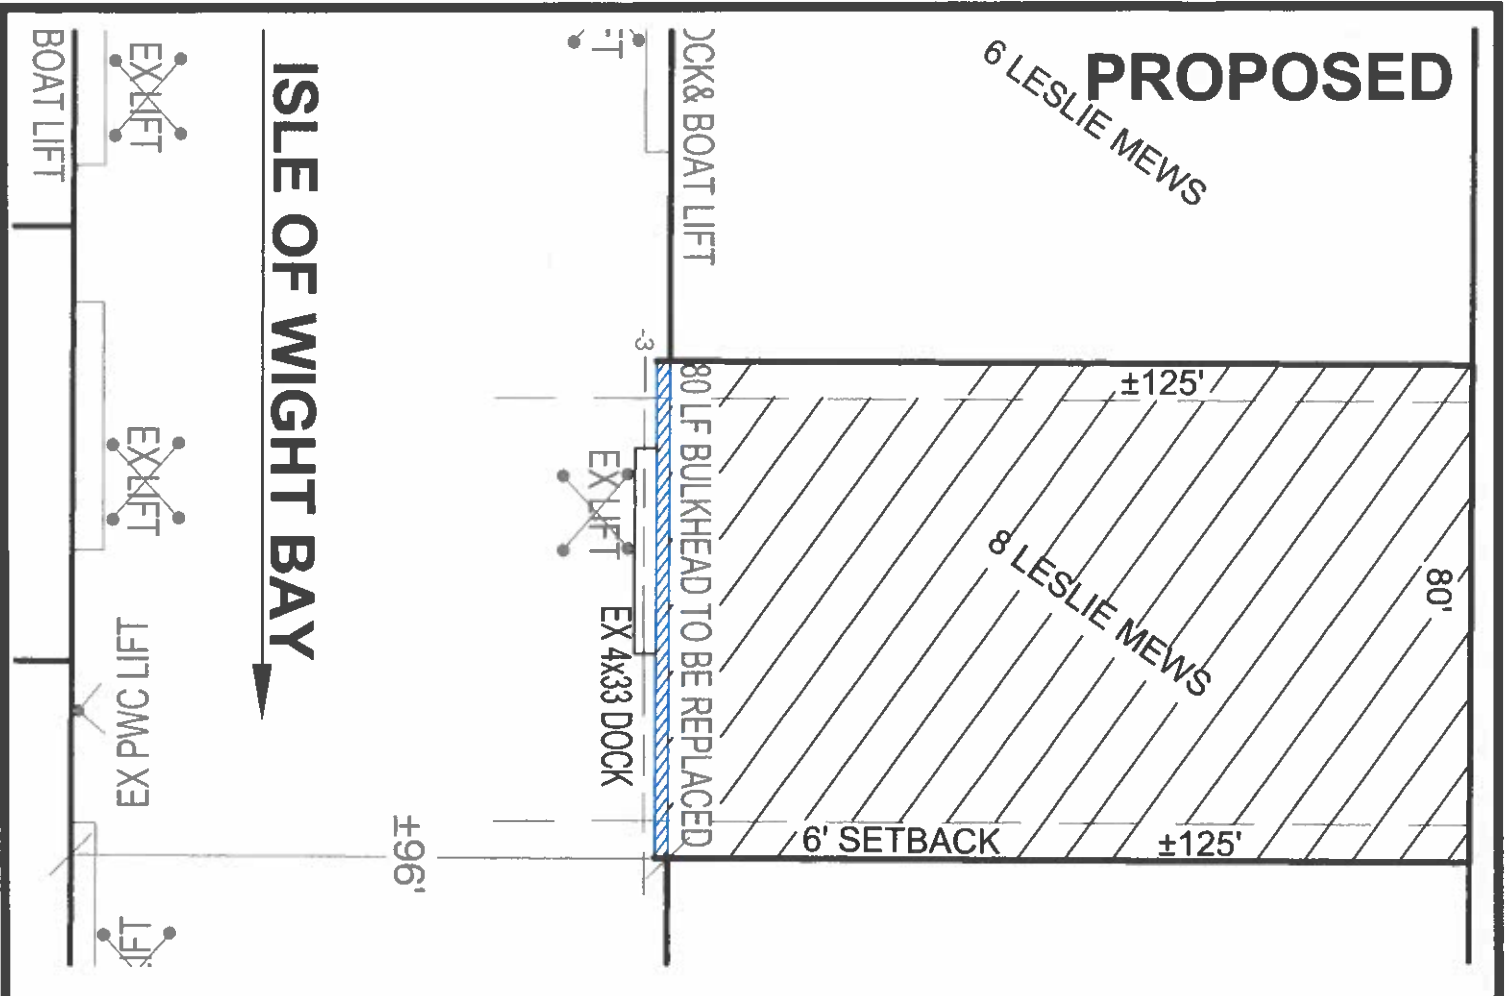 PROPOSED
6 LESLIE MEWS
BOAT LIFT
EX LIFT
ISLE OF WIGHT BAY
& BOAT LIFT
-3
80 LF BULKHEAD TO BE REPLACED
±125'
EX LIFT
EX LIFT
8 LESLIE MEWS
80'
EX 4x33 DOCK
EX PWC LIFT
±96'
6' SETBACK
±125'